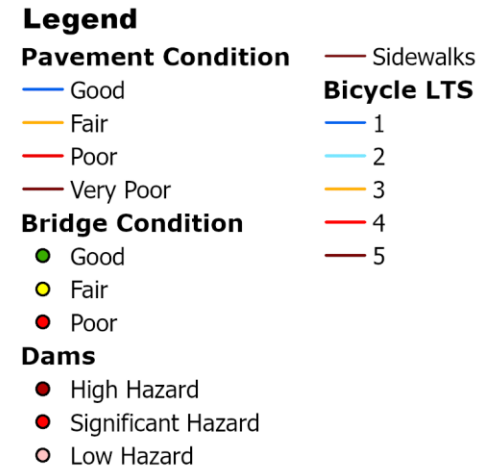 Legend
Pavement Condition
Good
Fair
Poor
Very Poor
Bridge Condition
Good
Fair
Poor
Dams
High Hazard
Significant Hazard
Low Hazard
Sidewalks
Bicycle LTS
1
2
3
4
5